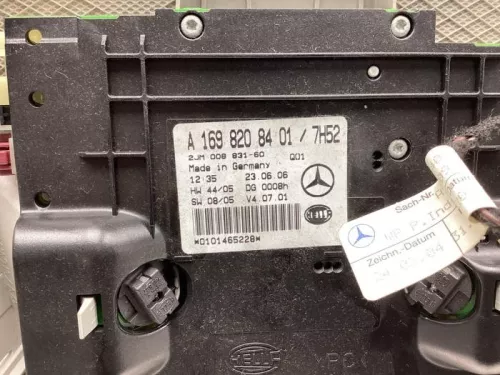 A 169 820 84 01 / 7H52
2JM 008 831-60 Q01
Made in Germany
12:35 23.06.06
HW 44/05 DG 0008h
SW 08/05 V4.07.01
HELLA
*0101465228*
Sach-Nr.
Zeichn.-Datum
HELLA